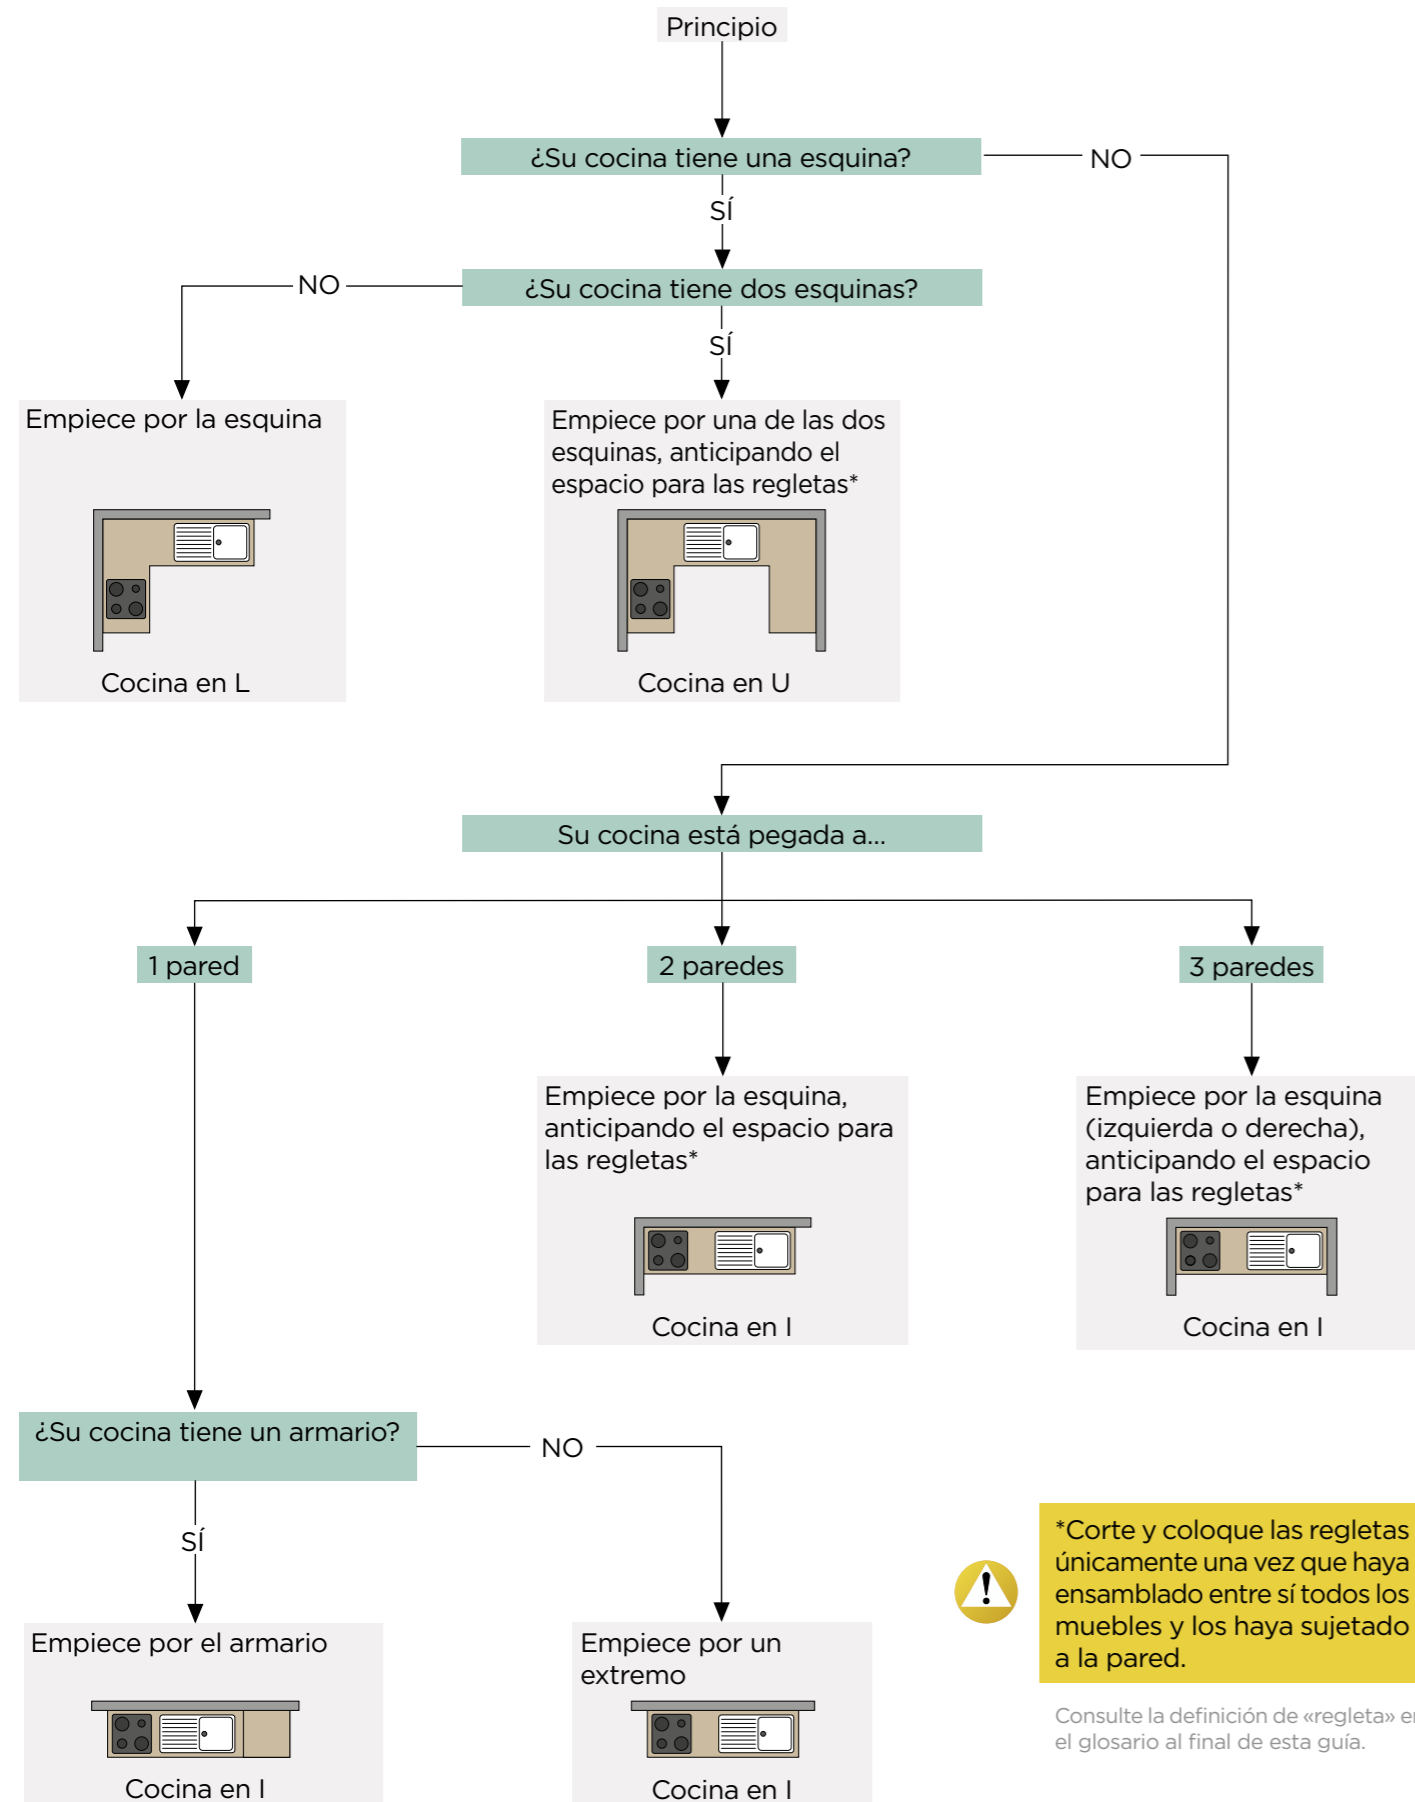 Principio
¿Su cocina tiene una esquina?
NO
SÍ
¿Su cocina tiene dos esquinas?
NO
SÍ
Empiece por la esquina
Cocina en L
Empiece por una de las dos
esquinas, anticipando el
espacio para las regletas*
Cocina en U
Su cocina está pegada a...
1 pared
2 paredes
3 paredes
Empiece por la esquina,
anticipando el espacio para
las regletas*
Cocina en I
Empiece por la esquina
(izquierda o derecha),
anticipando el espacio
para las regletas*
Cocina en I
¿Su cocina tiene un armario?
NO
SÍ
Empiece por el armario
Cocina en I
Empiece por un
extremo
Cocina en I
*Corte y coloque las regletas
únicamente una vez que haya
ensamblado entre sí todos los
muebles y los haya sujetado
a la pared.
Consulte la definición de «regleta» en
el glosario al final de esta guía.